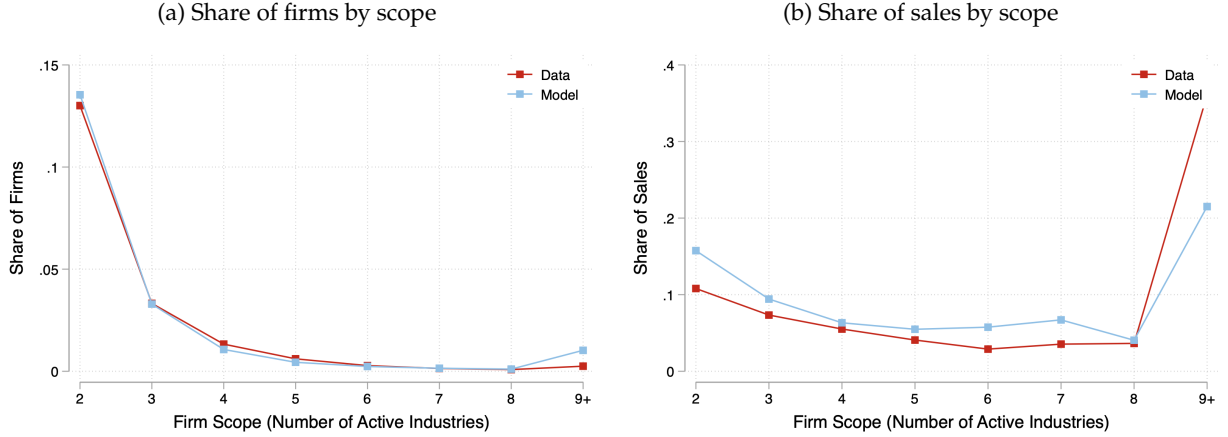 (a) Share of firms by scope
.15
.1
.05
0
Share of Firms
2 3 4 5 6 7 8 9+
Firm Scope (Number of Active Industries)
Data
Model
(b) Share of sales by scope
.4
.3
.2
.1
0
Share of Sales
2 3 4 5 6 7 8 9+
Firm Scope (Number of Active Industries)
Data
Model